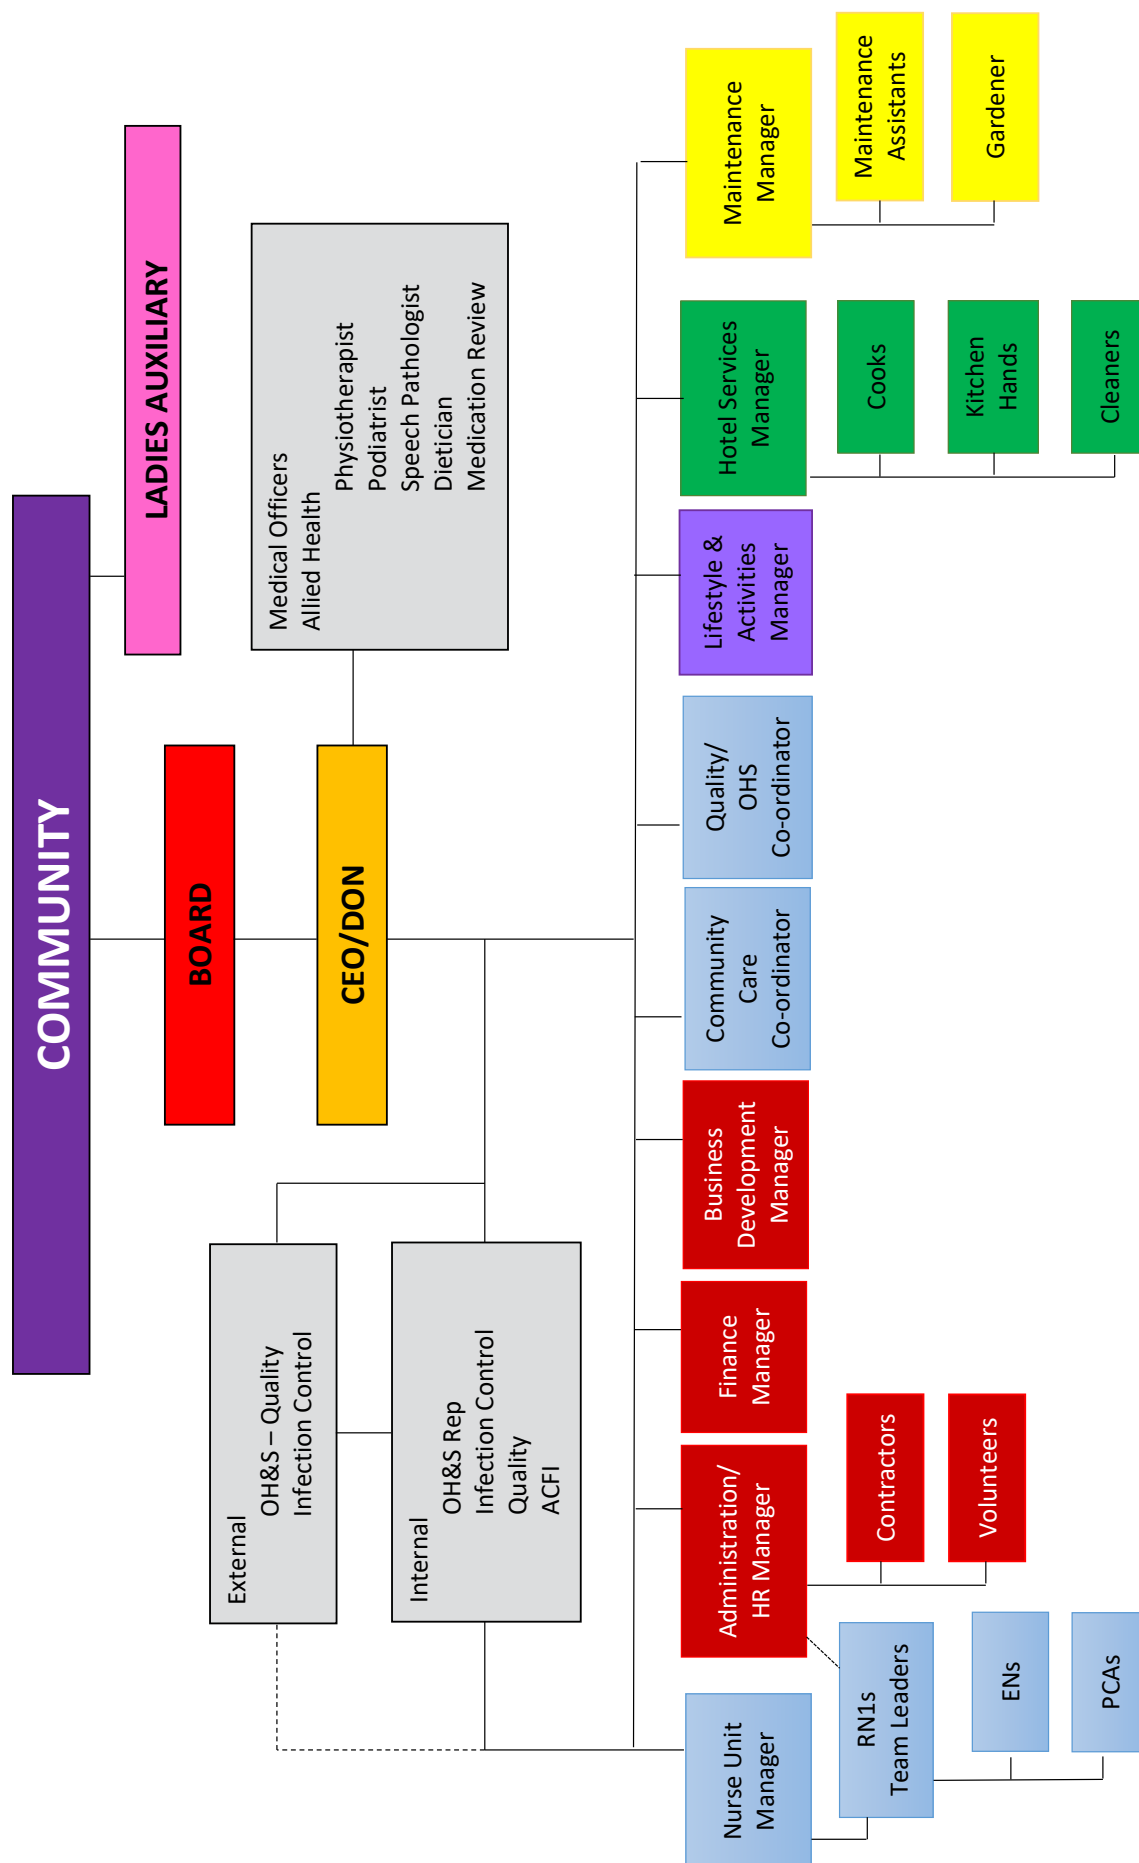 COMMUNITY
LADIES AUXILIARY
BOARD
CEO/DON
Medical Officers
Allied Health
Physiotherapist
Podiatrist
Speech Pathologist
Dietician
Medication Review
External
OH&S – Quality
Infection Control
Internal
OH&S Rep
Infection Control
Quality
ACFI
Nurse Unit
Manager
Administration/
HR Manager
Finance
Manager
Business
Development
Manager
Community
Care
Co-ordinator
Quality/
OHS
Co-ordinator
Lifestyle &
Activities
Manager
Hotel Services
Manager
Maintenance
Manager
RN1s
Team Leaders
ENs
PCAs
Contractors
Volunteers
Cooks
Kitchen
Hands
Cleaners
Maintenance
Assistants
Gardener